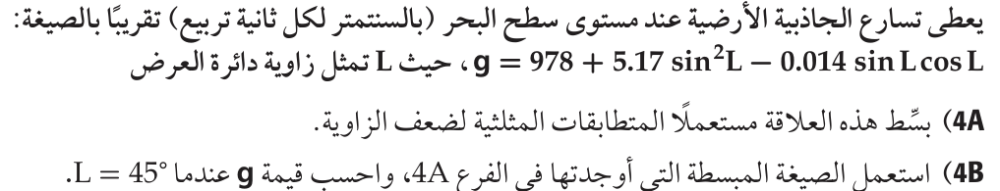 يعطى تسارع الجاذبية الأرضية عند مستوى سطح البحر (بالسنتمتر لكل ثانية تربيع) تقريبًا بالصيغة:
g = 978 + 5.17 sin²L − 0.014 sin L cos L ، حيث L تمثل زاوية دائرة العرض
4A) بسِّط هذه العلاقة مستعملًا المتطابقات المثلثية لضعف الزاوية.
4B) استعمل الصيغة المبسطة التي أوجدتها في الفرع 4A، واحسب قيمة g عندما L = 45°.